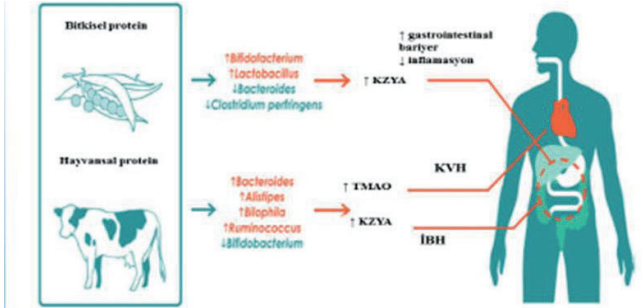 Bitkisel protein
↑Bifidofacterium
↑Lactobacillus
↓Bacteroides
↓Clostridium perfringens
↑ KZYA
↑ gastrointestinal
bariyer
↓ inflamasyon
Hayvansal protein
↑Bacteroides
↑Alistipes
↑Bilophila
↑Ruminococcus
↓Bifidobacterium
↑ TMAO
↑ KZYA
KVH
İBH